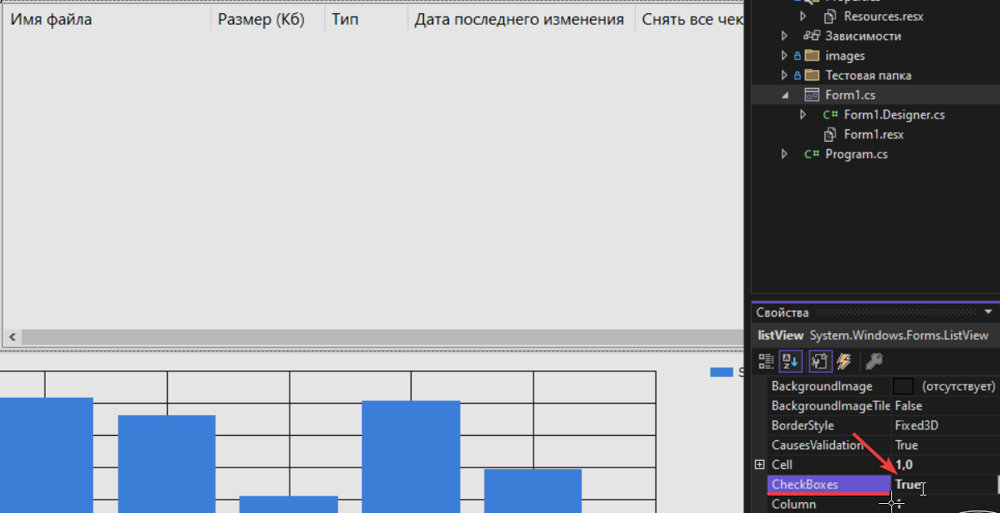 Имя файла
Размер (Кб)
Тип
Дата последнего изменения
Снять все чек
Resources.resx
Зависимости
images
Тестовая папка
Form1.cs
C# Form1.Designer.cs
Form1.resx
C# Program.cs
Свойства
listView System.Windows.Forms.ListView
BackgroundImage (отсутствует)
BackgroundImageTile False
BorderStyle Fixed3D
CausesValidation True
Cell 1,0
CheckBoxes True
Column